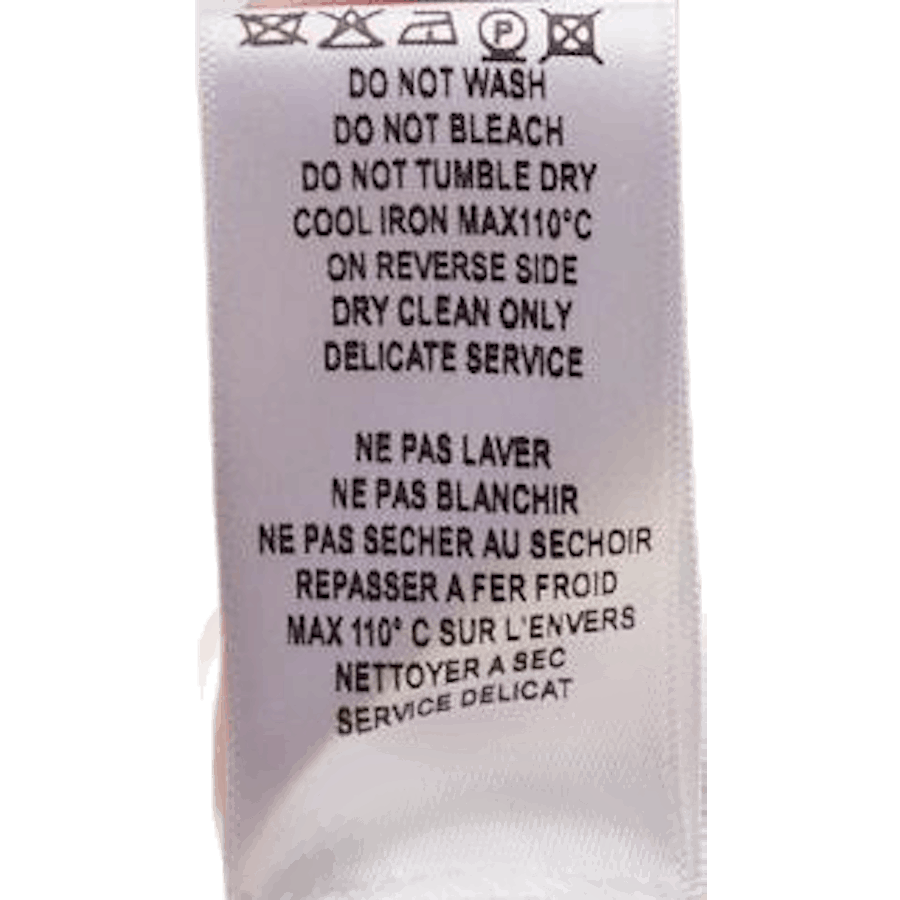 P
DO NOT WASH
DO NOT BLEACH
DO NOT TUMBLE DRY
COOL IRON MAX110°C
ON REVERSE SIDE
DRY CLEAN ONLY
DELICATE SERVICE
NE PAS LAVER
NE PAS BLANCHIR
NE PAS SECHER AU SECHOIR
REPASSER A FER FROID
MAX 110° C SUR L'ENVERS
NETTOYER A SEC
SERVICE DELICAT